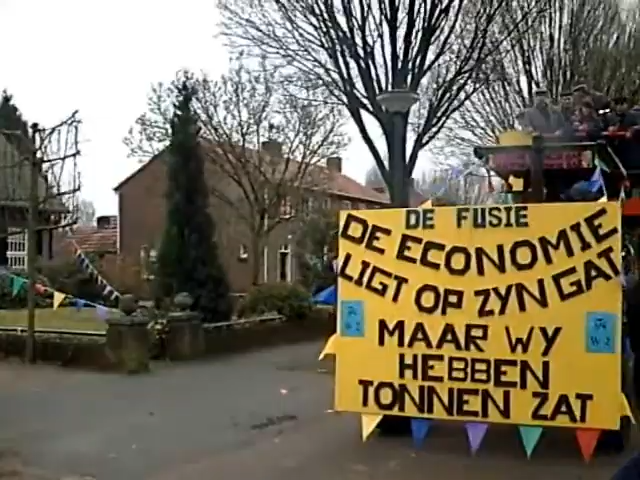 DE FUSIE
DE ECONOMIE
LIGT OP ZYN GAT
MAAR WY
HEBBEN
TONNEN ZAT